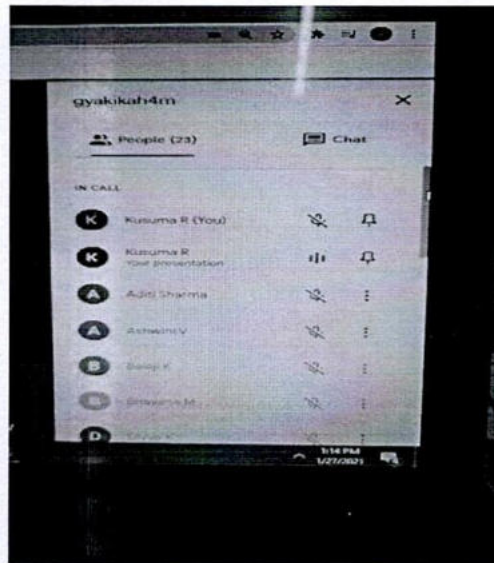 gyakikah4m
People (23)
Chat
IN CALL
K Kusuma R (You)
K Kusuma R
Your presentation
A Aditi Sharma
A Ashwini V
B Balaji K
M
D
1:14 PM
1/27/2021